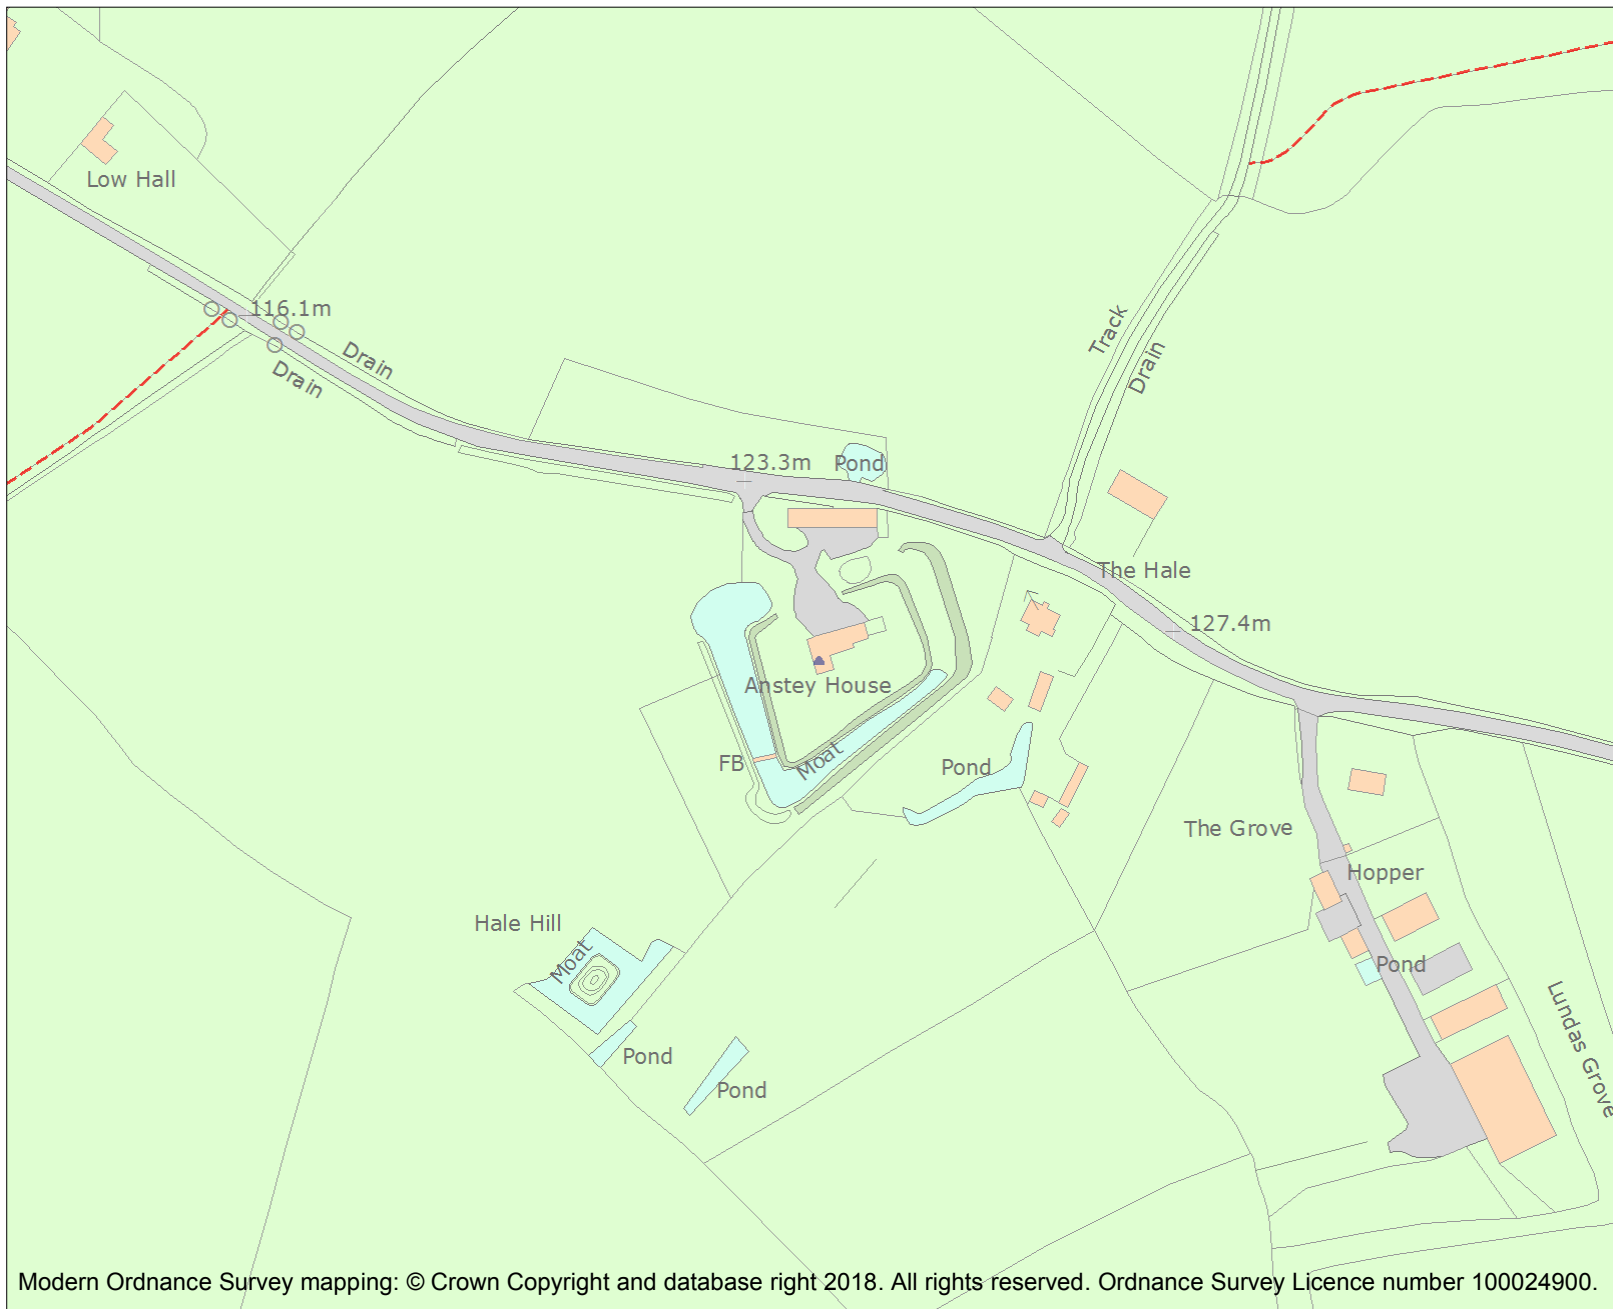 Low Hall
116.1m
Drain
Drain
Track
Drain
123.3m
Pond
The Hale
127.4m
Anstey House
FB
Moat
Pond
The Grove
Hopper
Hale Hill
Moat
Pond
Lundas Grove
Pond
Pond
Modern Ordnance Survey mapping: © Crown Copyright and database right 2018. All rights reserved. Ordnance Survey Licence number 100024900.